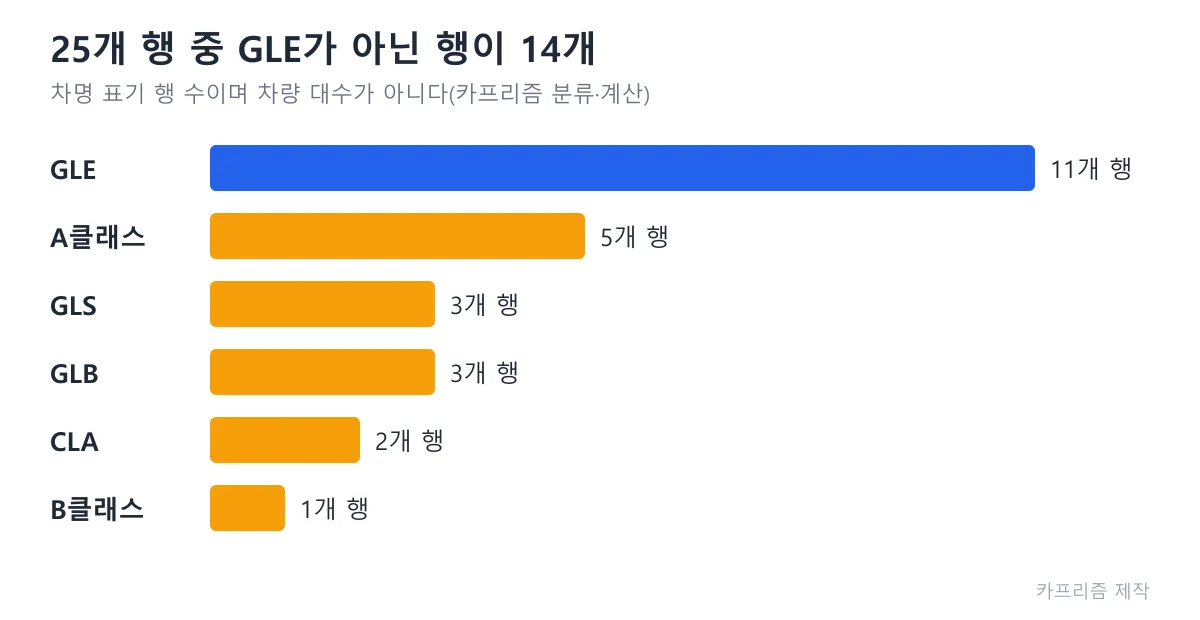 25개 행 중 GLE가 아닌 행이 14개
차명 표기 행 수이며 차량 대수가 아니다(카프리즘 분류·계산)
GLE 11개 행
A클래스 5개 행
GLS 3개 행
GLB 3개 행
CLA 2개 행
B클래스 1개 행
카프리즘 제작